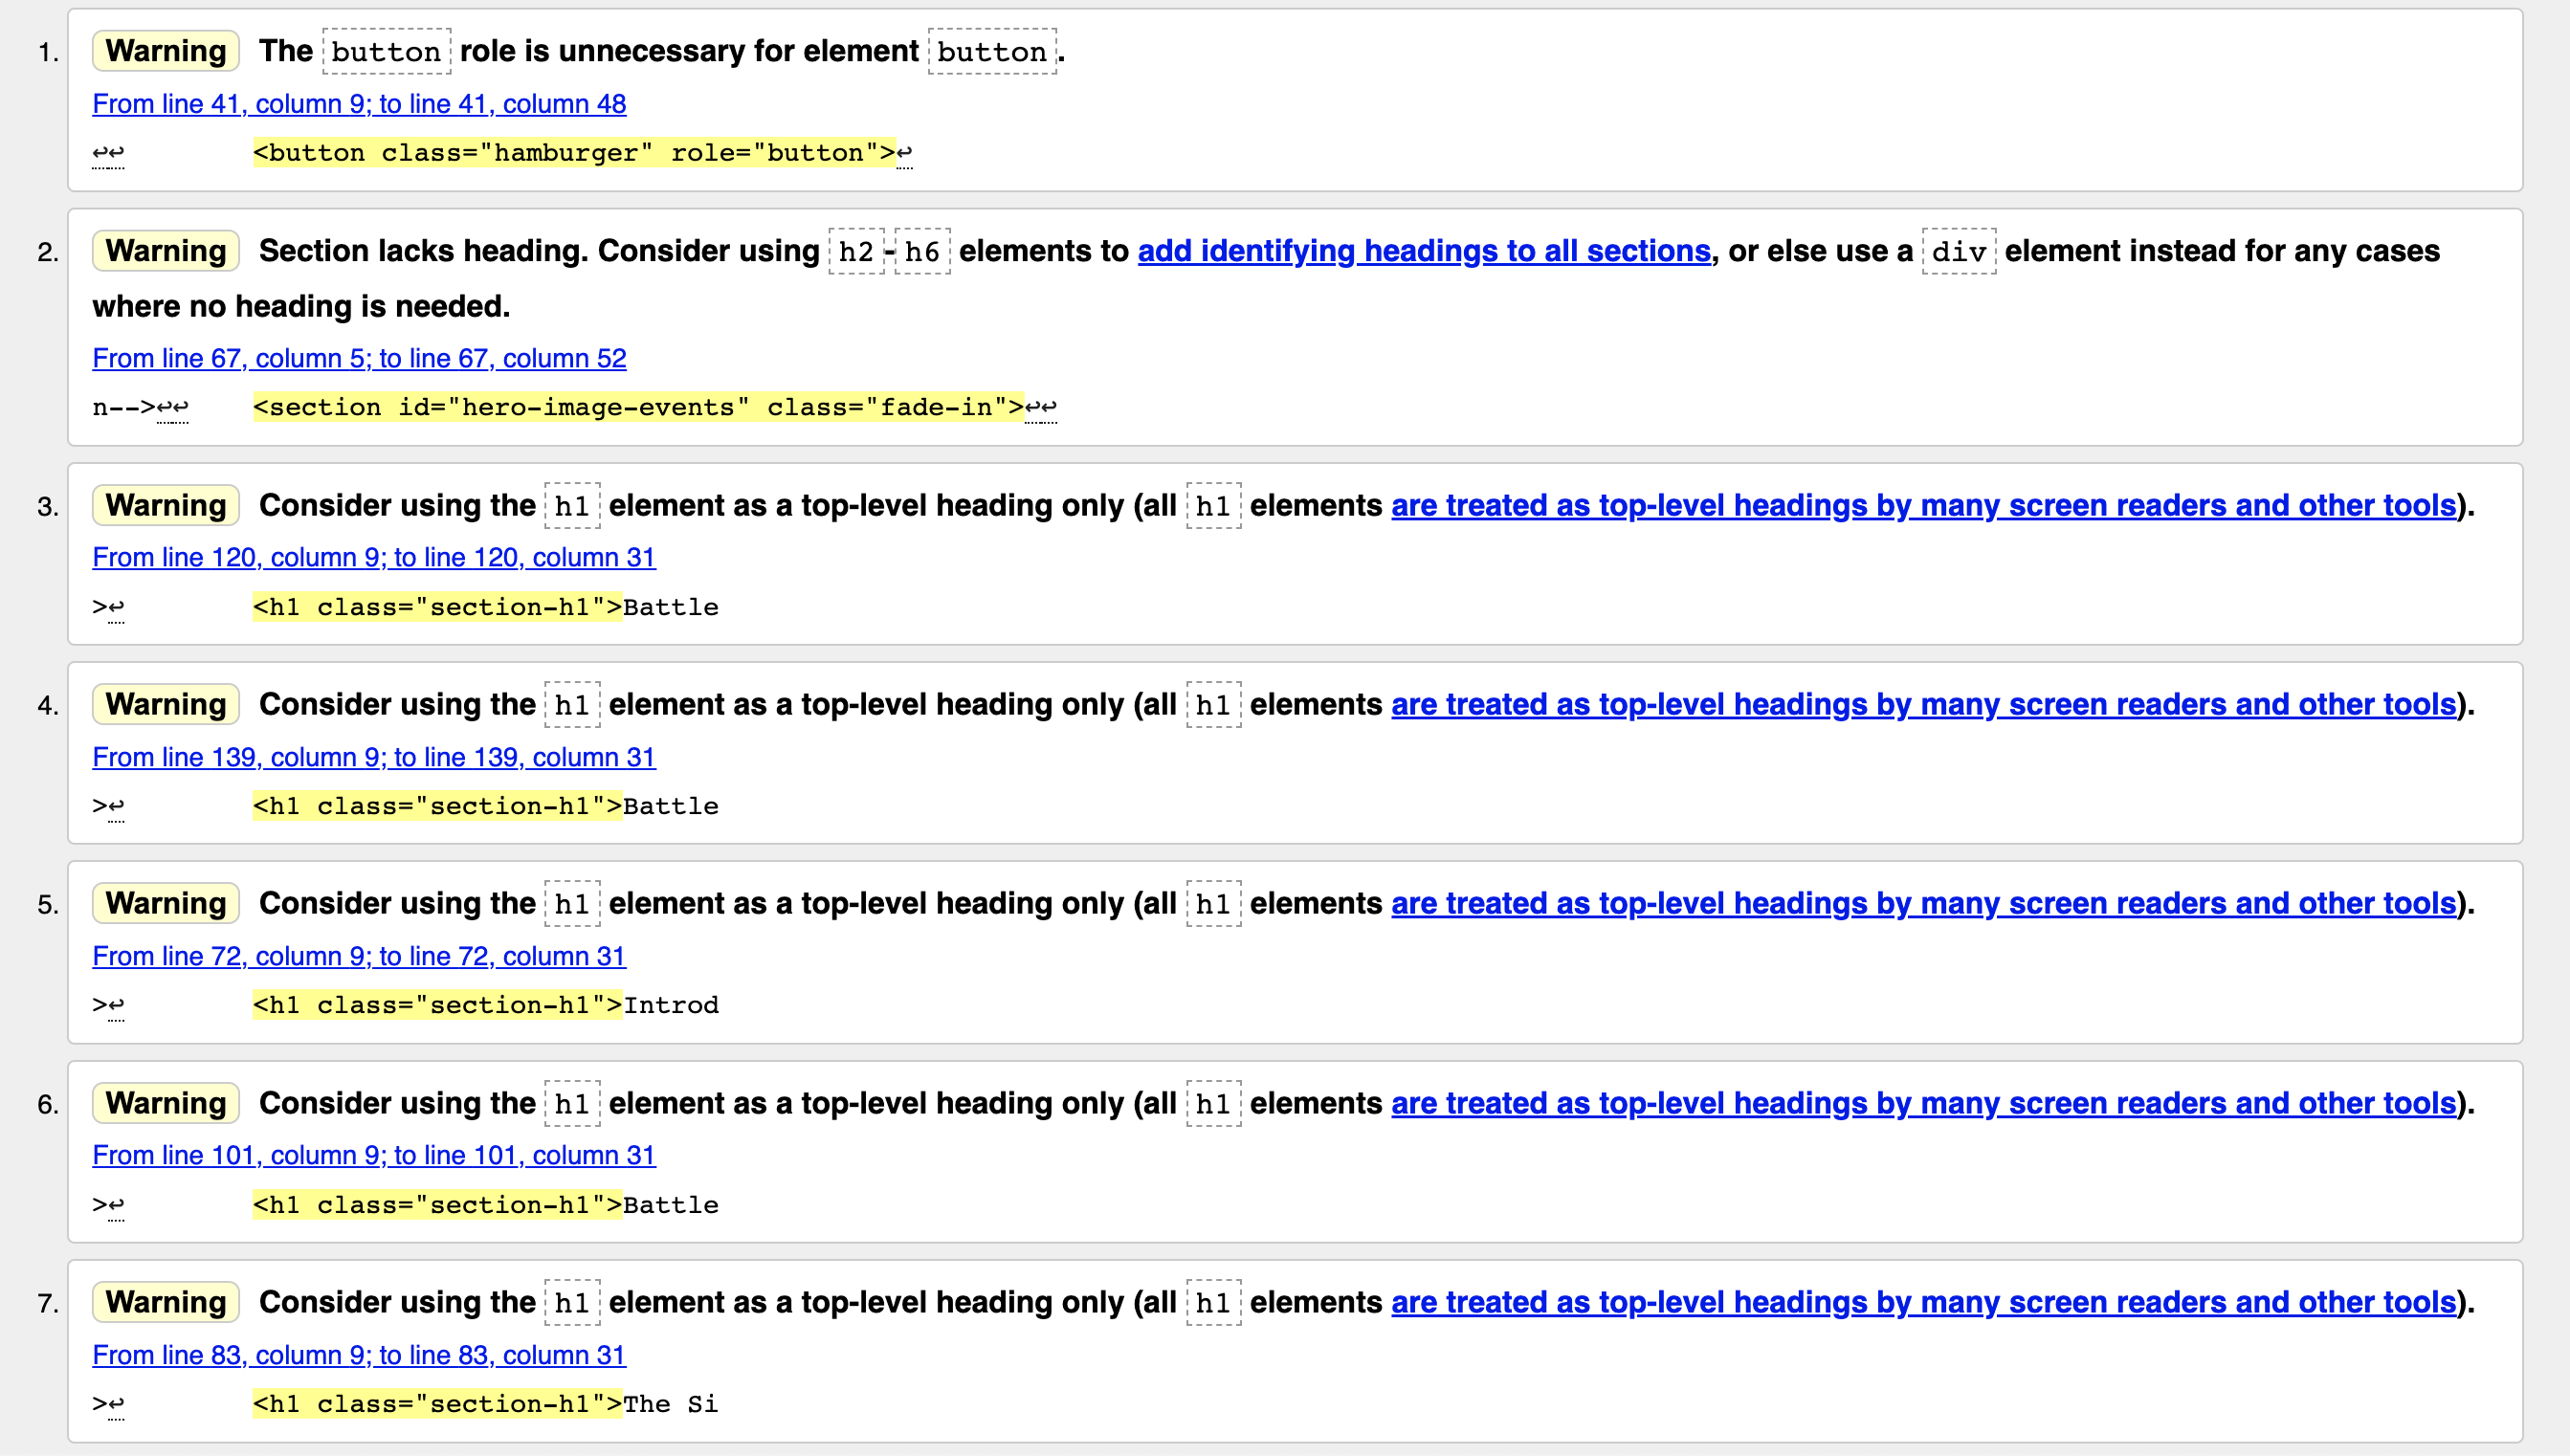 1. Warning The button role is unnecessary for element button.
From line 41, column 9; to line 41, column 48
↩↩ <button class="hamburger" role="button">↩
2. Warning Section lacks heading. Consider using h2-h6 elements to add identifying headings to all sections, or else use a div element instead for any cases
where no heading is needed.
From line 67, column 5; to line 67, column 52
n-->↩↩ <section id="hero-image-events" class="fade-in">↩↩
3. Warning Consider using the h1 element as a top-level heading only (all h1 elements are treated as top-level headings by many screen readers and other tools).
From line 120, column 9; to line 120, column 31
>↩ <h1 class="section-h1">Battle
4. Warning Consider using the h1 element as a top-level heading only (all h1 elements are treated as top-level headings by many screen readers and other tools).
From line 139, column 9; to line 139, column 31
>↩ <h1 class="section-h1">Battle
5. Warning Consider using the h1 element as a top-level heading only (all h1 elements are treated as top-level headings by many screen readers and other tools).
From line 72, column 9; to line 72, column 31
>↩ <h1 class="section-h1">Introd
6. Warning Consider using the h1 element as a top-level heading only (all h1 elements are treated as top-level headings by many screen readers and other tools).
From line 101, column 9; to line 101, column 31
>↩ <h1 class="section-h1">Battle
7. Warning Consider using the h1 element as a top-level heading only (all h1 elements are treated as top-level headings by many screen readers and other tools).
From line 83, column 9; to line 83, column 31
>↩ <h1 class="section-h1">The Si